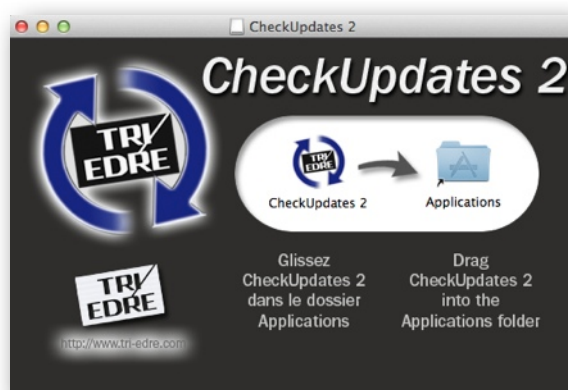 CheckUpdates 2
CheckUpdates 2
TRI
EDRE
TRI
EDRE
CheckUpdates 2
Applications
TRI
EDRE
http://www.tri-edre.com
Glissez
CheckUpdates 2
dans le dossier
Applications
Drag
CheckUpdates 2
into the
Applications folder